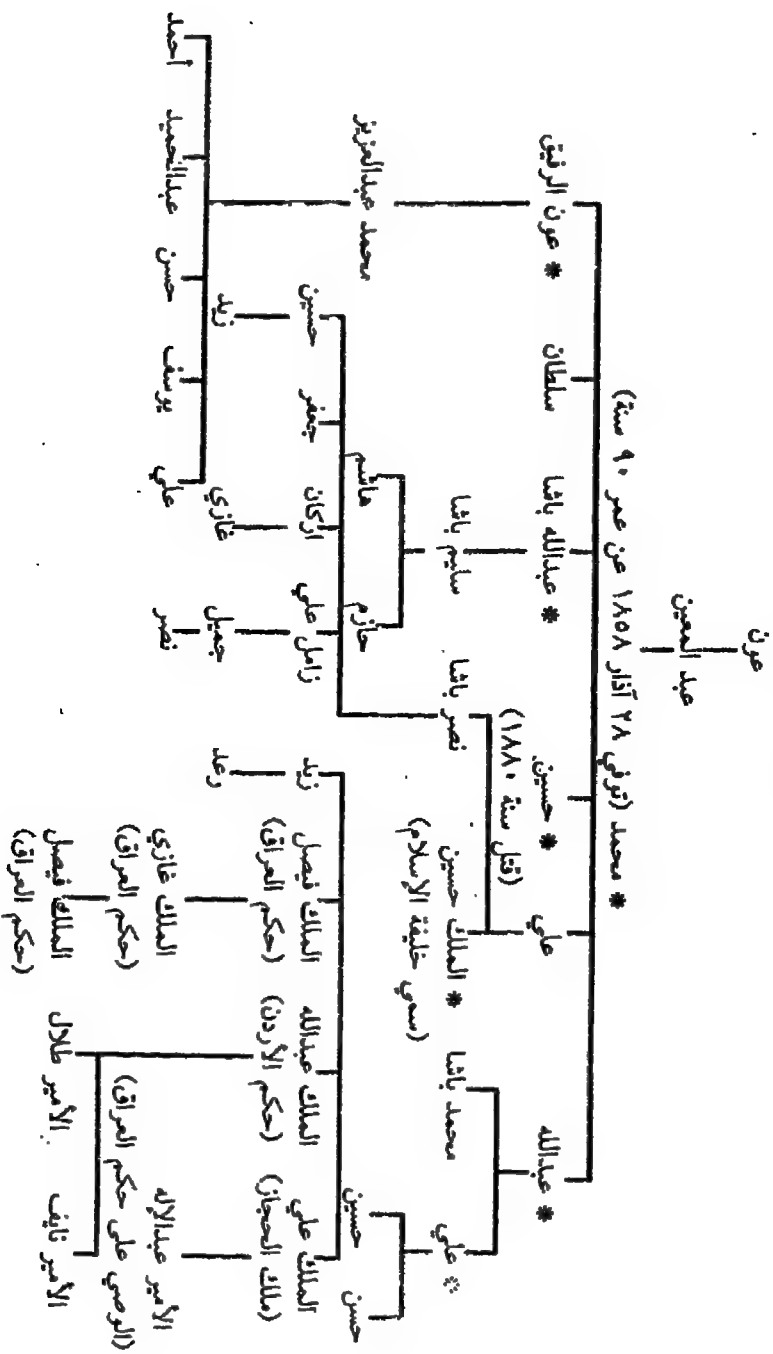 عون
عبد المعين
* محمد (توفي ٢٨ آذار ١٨٥٨ عن عمر ٩٠ سنة)
* عبدالله
علي
* حسين
(قتل سنة ١٨٨٠)
عبدالله باشا *
سلطان
عون الرفيق *
علي *
محمد باشا
* الملك حسين
(سمي خليفة الإسلام)
نصر باشا
سليم باشا
محمد عبدالعزيز
حسن
حسين
حازم
هاشم
الملك علي
(ملك الحجاز)
الملك عبدالله
(حكم الأردن)
الملك فيصل
(حكم العراق)
زيد
زامل
علي
اركان
جعفر
حسين
الأمير عبدالإله
(الوصي على حكم العراق)
الملك غازي
(حكم العراق)
رعد
جميل
غازي
زيد
الأمير نايف
الأمير طلال
الملك فيصل
(حكم العراق)
نصر
علي
يوسف
حسن
عبدالحميد
أحمد